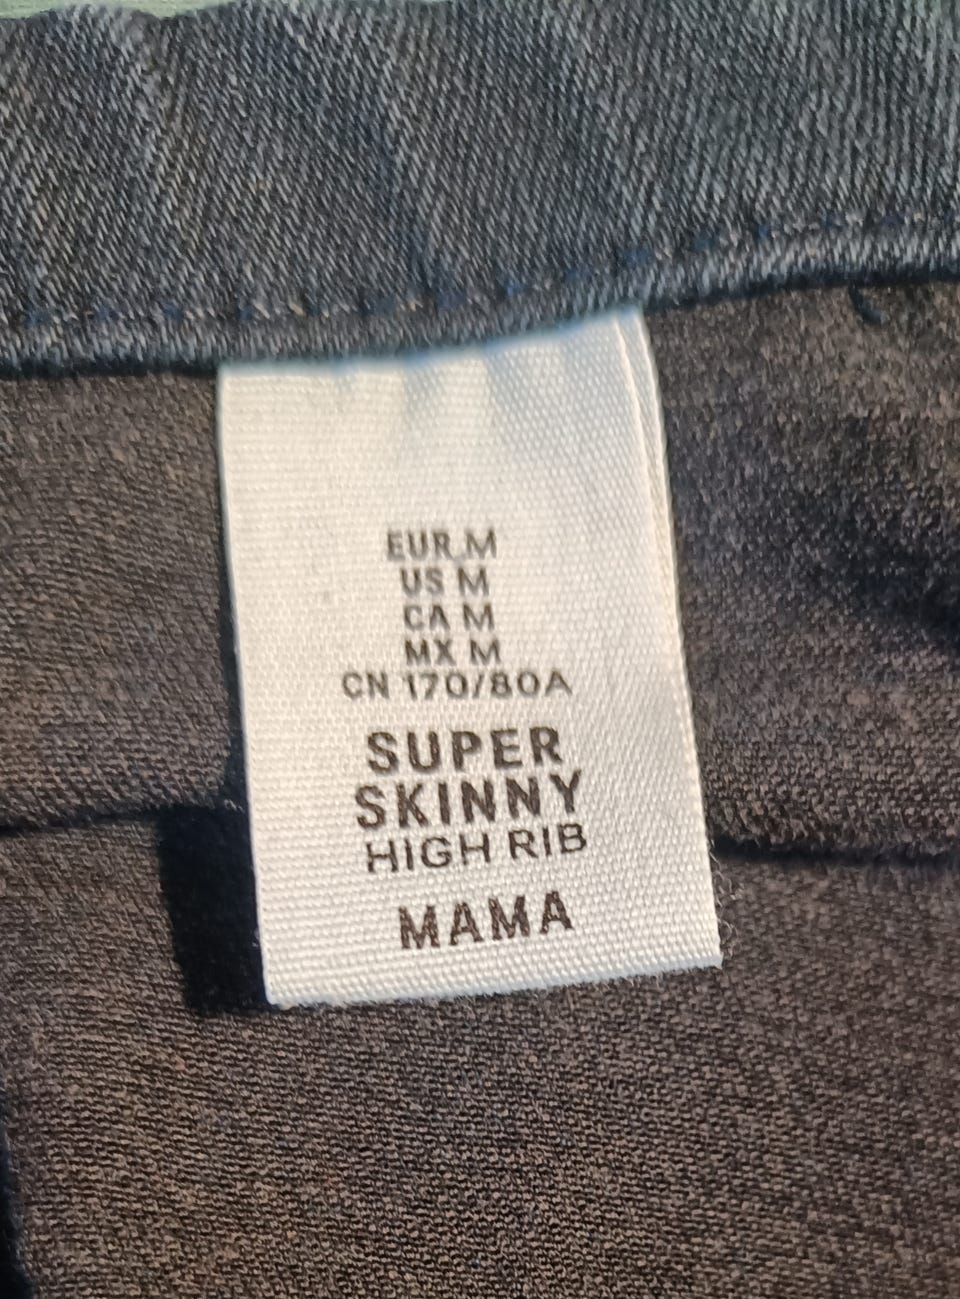 EUR M
US M
CA M
MX M
CN 170/80A
SUPER
SKINNY
HIGH RIB
MAMA